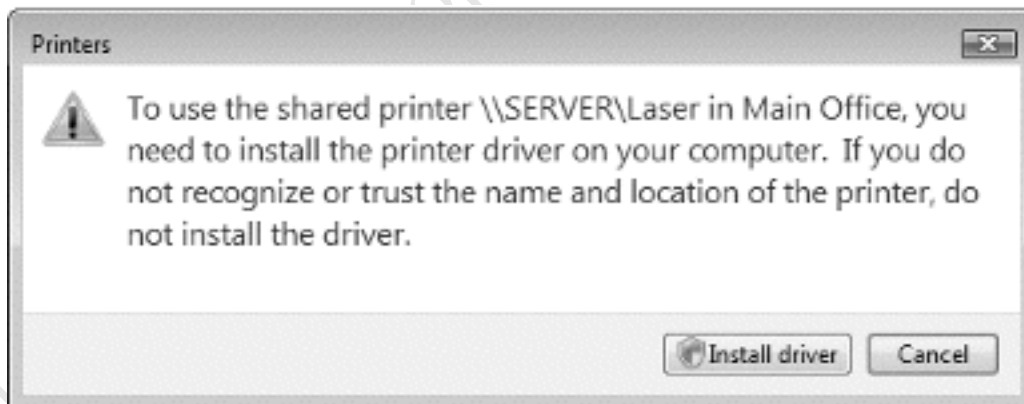 Printers
To use the shared printer \\SERVER\Laser in Main Office, you
need to install the printer driver on your computer. If you do
not recognize or trust the name and location of the printer, do
not install the driver.
Install driver Cancel